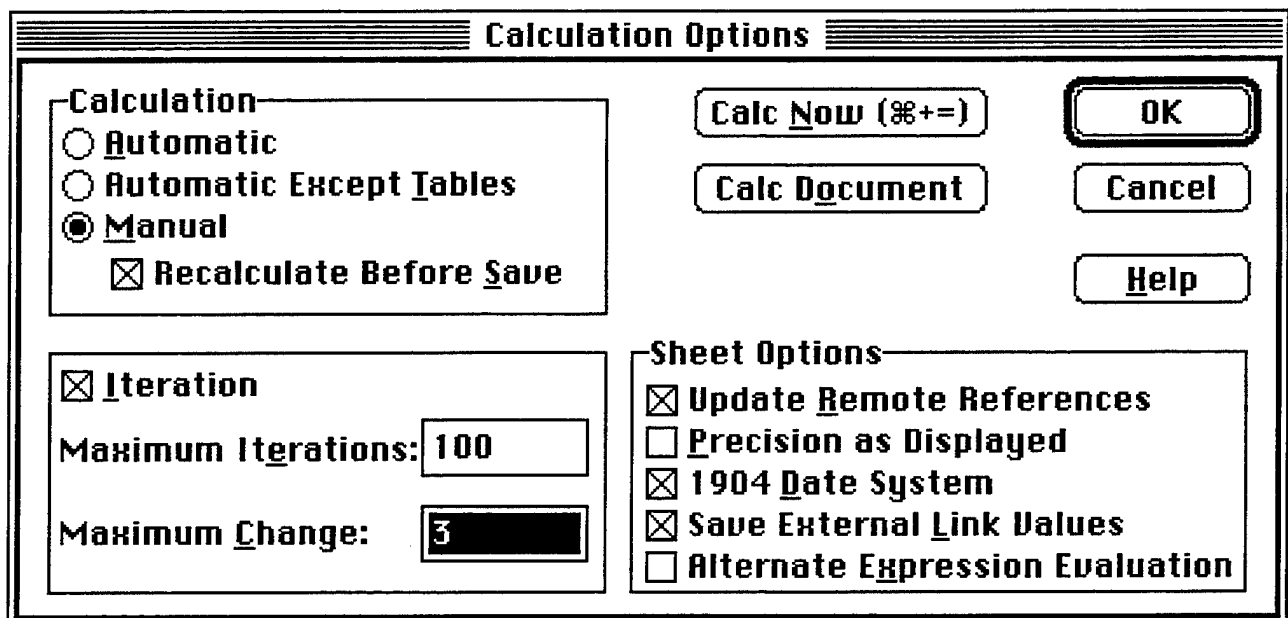 Calculation Options
Calculation
Automatic
Automatic Except Tables
Manual
Recalculate Before Save
Calc Now (⌘+=)
OK
Calc Document
Cancel
Help
Iteration
Maximum Iterations: 100
Maximum Change: 3
Sheet Options
Update Remote References
Precision as Displayed
1904 Date System
Save External Link Values
Alternate Expression Evaluation